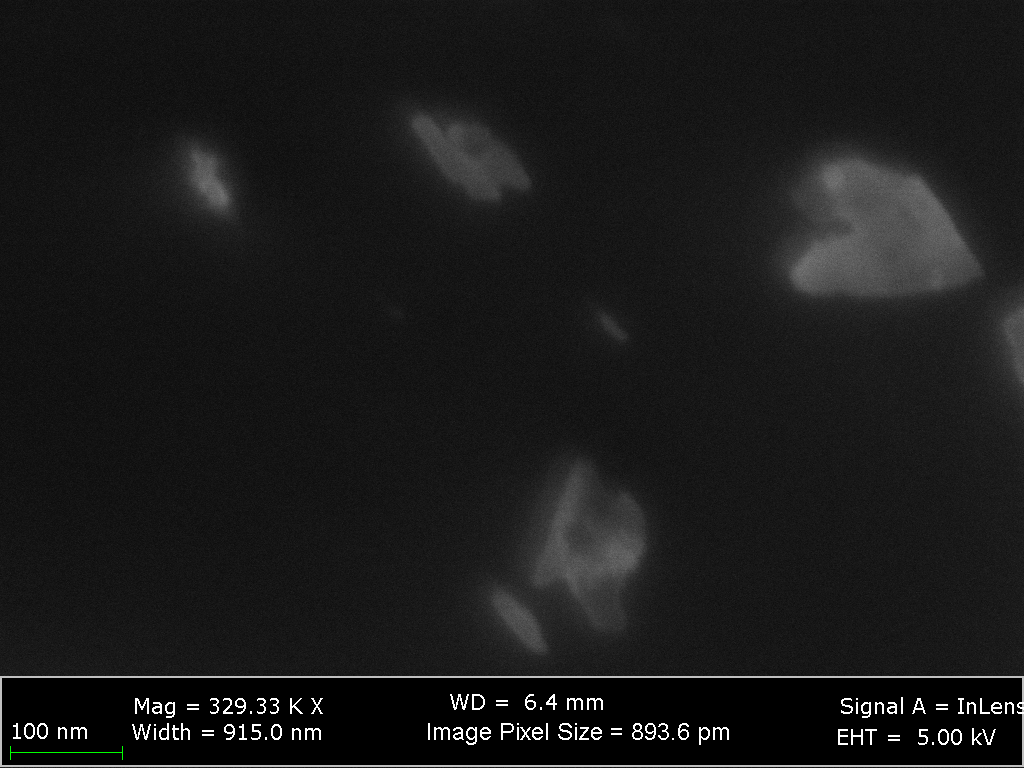 Mag = 329.33 K X
WD = 6.4 mm
Signal A = InLens
100 nm
Width = 915.0 nm
Image Pixel Size = 893.6 pm
EHT = 5.00 kV